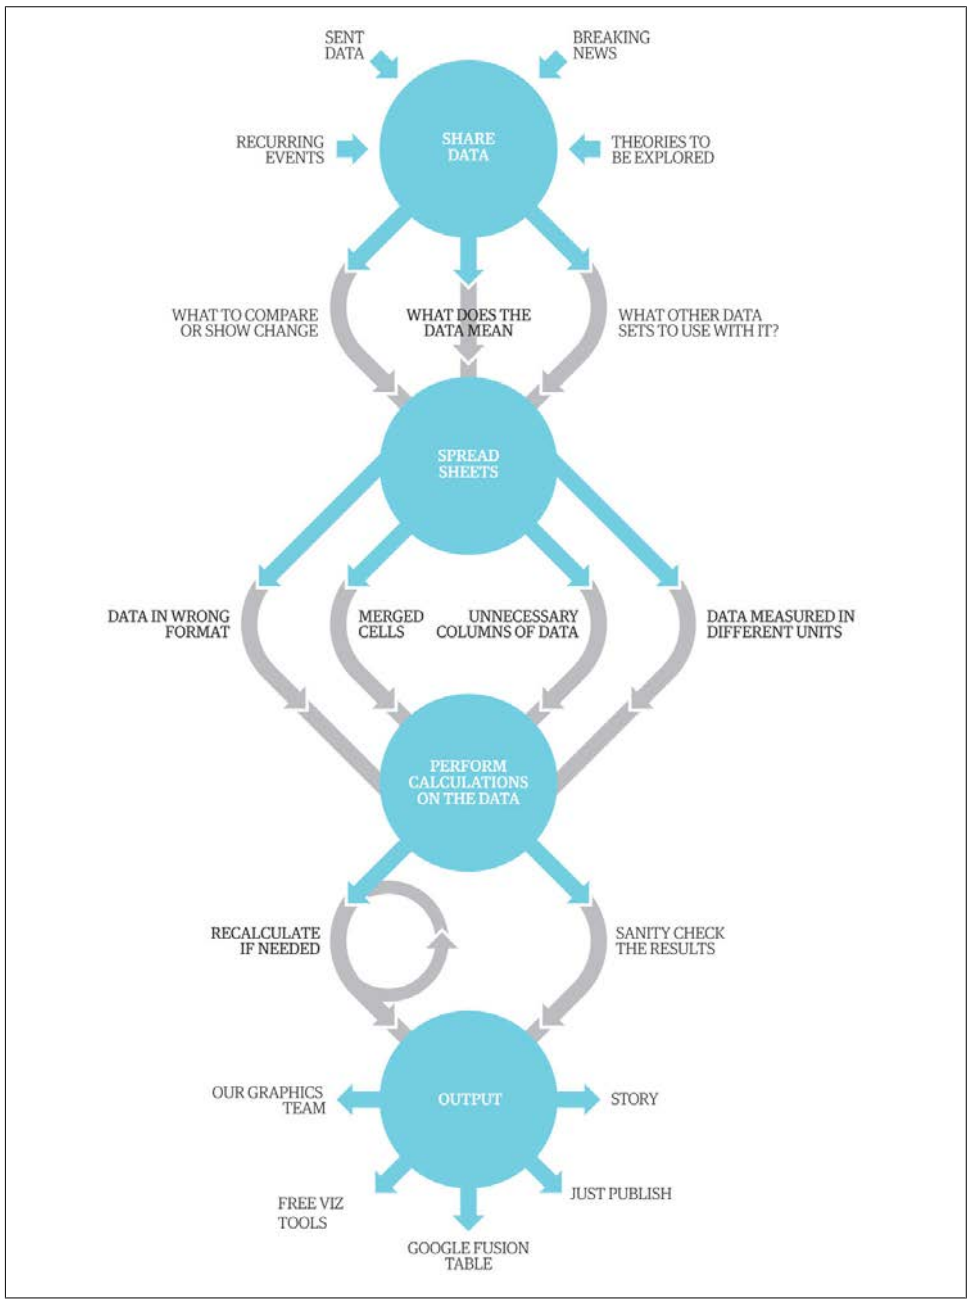 SENT
DATA
BREAKING
NEWS
RECURRING
EVENTS
SHARE
DATA
THEORIES TO
BE EXPLORED
WHAT TO COMPARE
OR SHOW CHANGE
WHAT DOES THE
DATA MEAN
WHAT OTHER DATA
SETS TO USE WITH IT?
SPREAD
SHEETS
DATA IN WRONG
FORMAT
MERGED
CELLS
UNNECESSARY
COLUMNS OF DATA
DATA MEASURED IN
DIFFERENT UNITS
PERFORM
CALCULATIONS
ON THE DATA
RECALCULATE
IF NEEDED
SANITY CHECK
THE RESULTS
OUR GRAPHICS
TEAM
OUTPUT
STORY
FREE VIZ
TOOLS
JUST PUBLISH
GOOGLE FUSION
TABLE